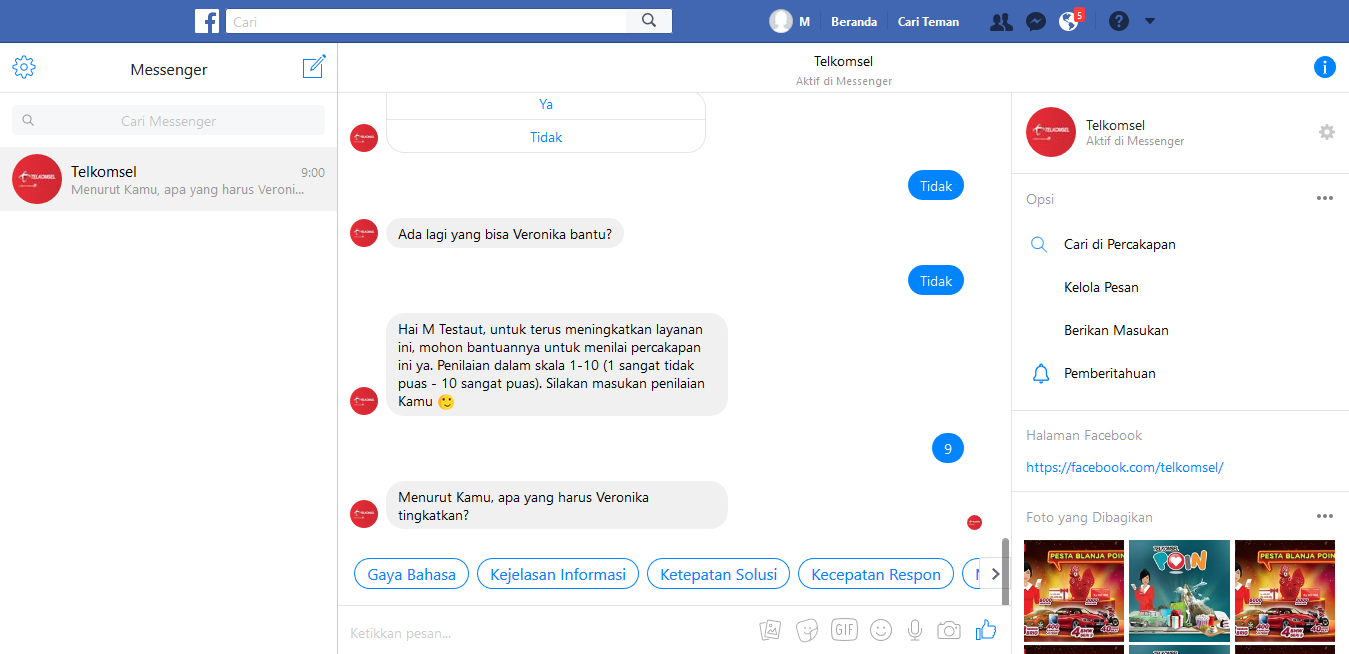 Cari
M
Beranda
Cari Teman
5
Messenger
Cari Messenger
Telkomsel
9:00
Menurut Kamu, apa yang harus Veroni...
Telkomsel
Aktif di Messenger
Ya
Tidak
Tidak
Ada lagi yang bisa Veronika bantu?
Tidak
Hai M Testaut, untuk terus meningkatkan layanan
ini, mohon bantuannya untuk menilai percakapan
ini ya. Penilaian dalam skala 1-10 (1 sangat tidak
puas - 10 sangat puas). Silakan masukan penilaian
Kamu 🙂
9
Menurut Kamu, apa yang harus Veronika
tingkatkan?
Gaya Bahasa
Kejelasan Informasi
Ketepatan Solusi
Kecepatan Respon
Ketikkan pesan...
GIF
Telkomsel
Aktif di Messenger
Opsi
Cari di Percakapan
Kelola Pesan
Berikan Masukan
Pemberitahuan
Halaman Facebook
https://facebook.com/telkomsel/
Foto yang Dibagikan
PESTA BLANJA POIN
TELKOMSEL
POIN
PESTA BLANJA POIN